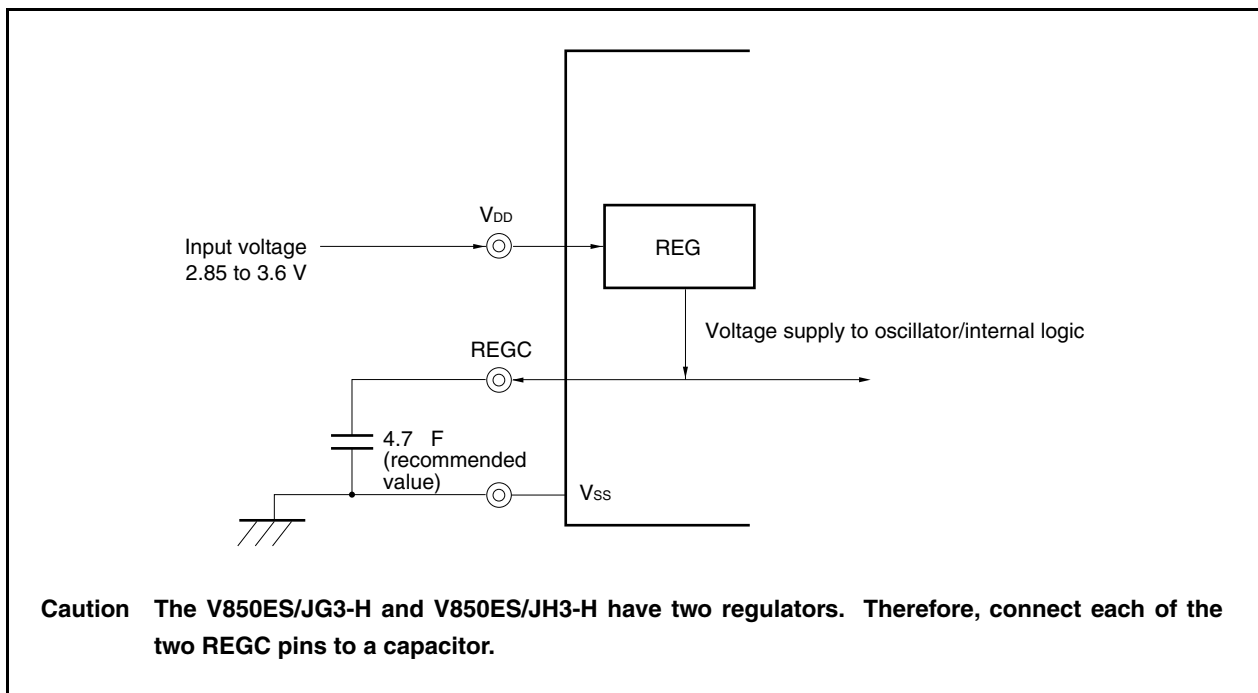 VDD
Input voltage
2.85 to 3.6 V
REG
Voltage supply to oscillator/internal logic
REGC
4.7 F
(recommended
value)
VSS
Caution The V850ES/JG3-H and V850ES/JH3-H have two regulators. Therefore, connect each of the
two REGC pins to a capacitor.